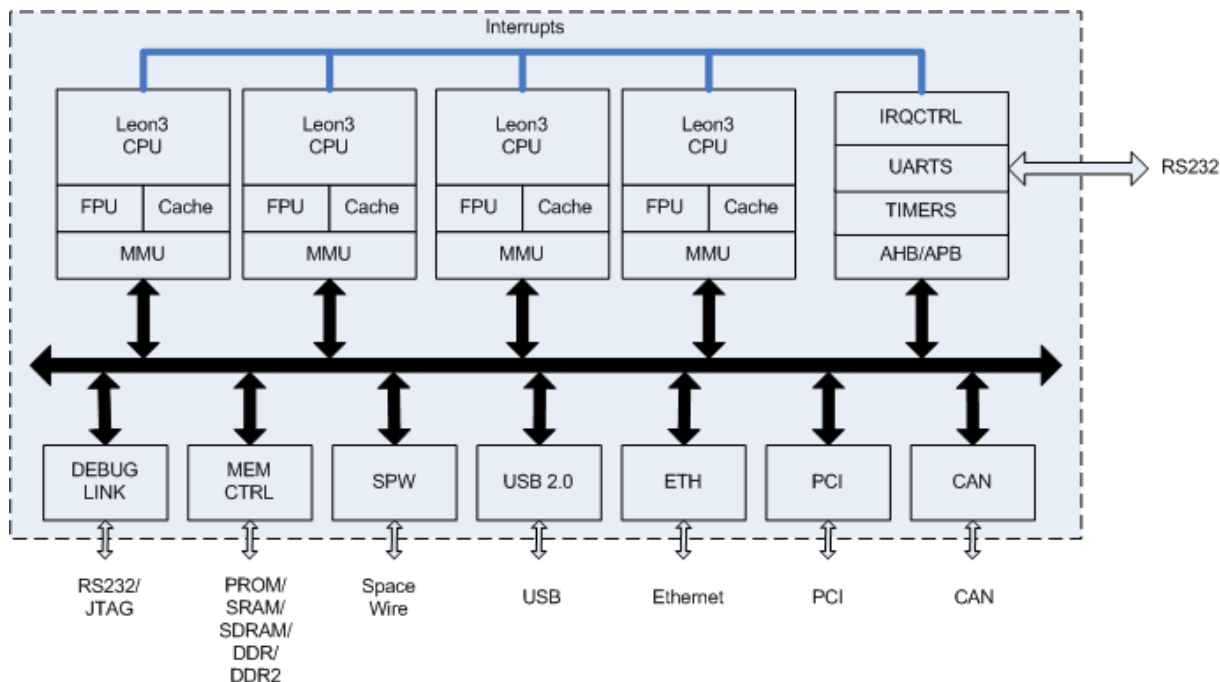 Interrupts
Leon3
CPU
Leon3
CPU
Leon3
CPU
Leon3
CPU
IRQCTRL
UARTS
RS232
FPU
Cache
FPU
Cache
FPU
Cache
FPU
Cache
TIMERS
MMU
MMU
MMU
MMU
AHB/APB
DEBUG
LINK
MEM
CTRL
SPW
USB 2.0
ETH
PCI
CAN
RS232/
JTAG
PROM/
SRAM/
SDRAM/
DDR/
DDR2
Space
Wire
USB
Ethernet
PCI
CAN